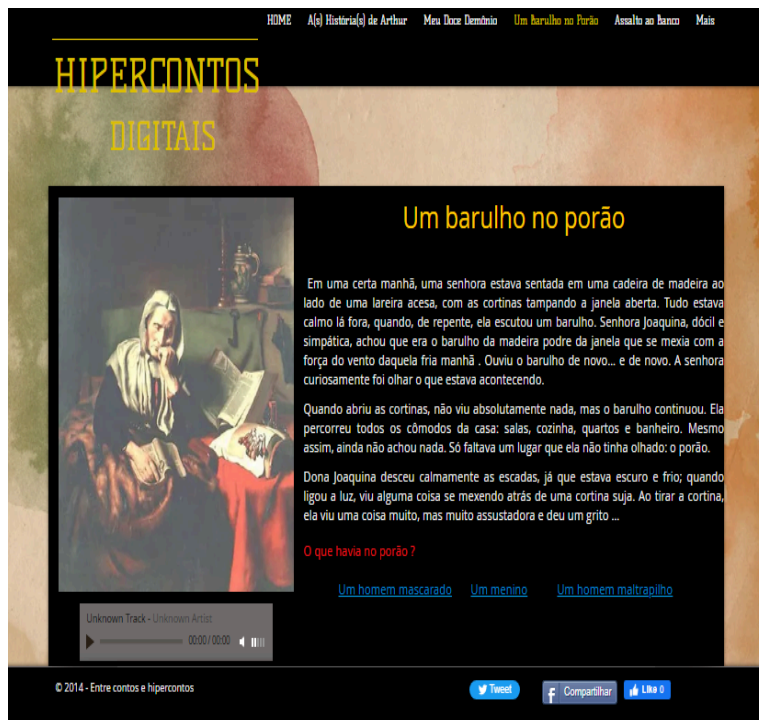 HOME A(s) História(s) de Arthur Meu Doce Demônio Um Barulho no Porão Assalto ao Banco Mais
HIPERCONTOS
DIGITAIS
Um barulho no porão
Em uma certa manhã, uma senhora estava sentada em uma cadeira de madeira ao
lado de uma lareira acesa, com as cortinas tampando a janela aberta. Tudo estava
calmo lá fora, quando, de repente, ela escutou um barulho. Senhora Joaquina, dócil e
simpática, achou que era o barulho da madeira podre da janela que se mexia com a
força do vento daquela fria manhã . Ouviu o barulho de novo... e de novo. A senhora
curiosamente foi olhar o que estava acontecendo.
Quando abriu as cortinas, não viu absolutamente nada, mas o barulho continuou. Ela
percorreu todos os cômodos da casa: salas, cozinha, quartos e banheiro. Mesmo
assim, ainda não achou nada. Só faltava um lugar que ela não tinha olhado: o porão.
Dona Joaquina desceu calmamente as escadas, já que estava escuro e frio; quando
ligou a luz, viu alguma coisa se mexendo atrás de uma cortina suja. Ao tirar a cortina,
ela viu uma coisa muito, mas muito assustadora e deu um grito ...
O que havia no porão ?
Um homem mascarado Um menino Um homem maltrapilho
Unknown Track - Unknown Artist
00:00 / 00:00
© 2014 - Entre contos e hipercontos
Tweet
f Compartilhar
Like 0